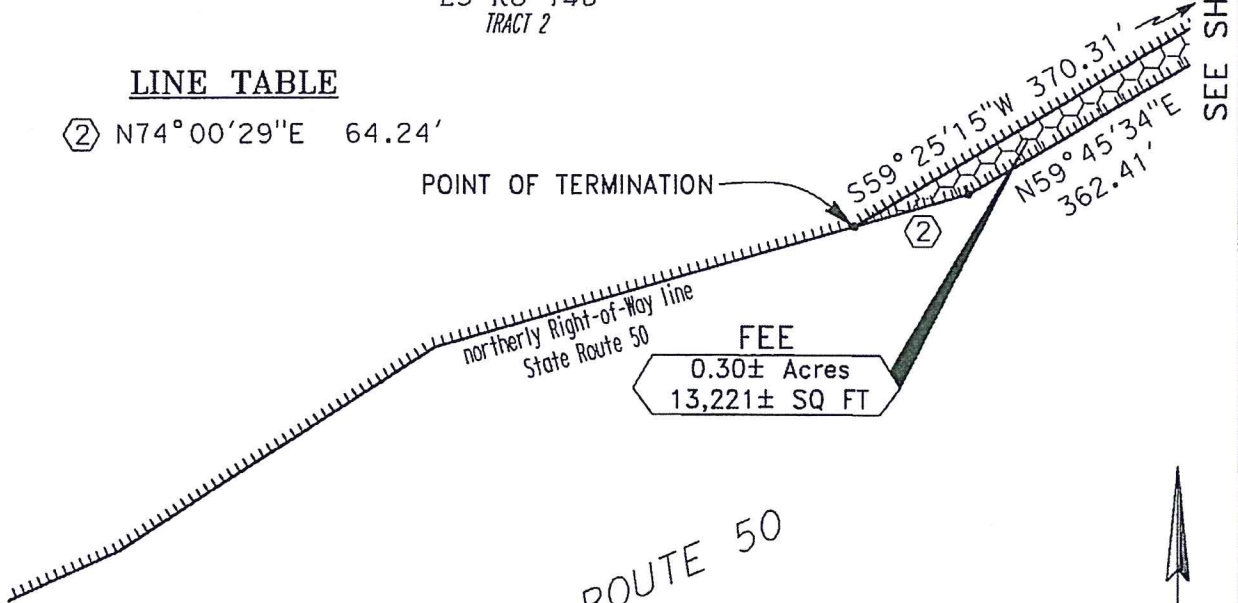 TRACT 2
LINE TABLE
2 N74°00'29"E 64.24'
POINT OF TERMINATION
S59°25'15"W 370.31'
N59°45'34"E
362.41'
2
SEE SH
northerly Right-of-Way line
State Route 50
FEE
0.30± Acres
13,221± SQ FT
ROUTE 50